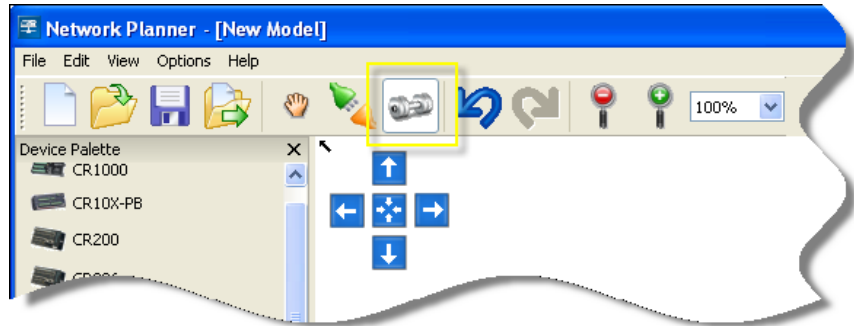 Network Planner - [New Model]
File Edit View Options Help
100%
Device Palette
CR1000
CR10X-PB
CR200